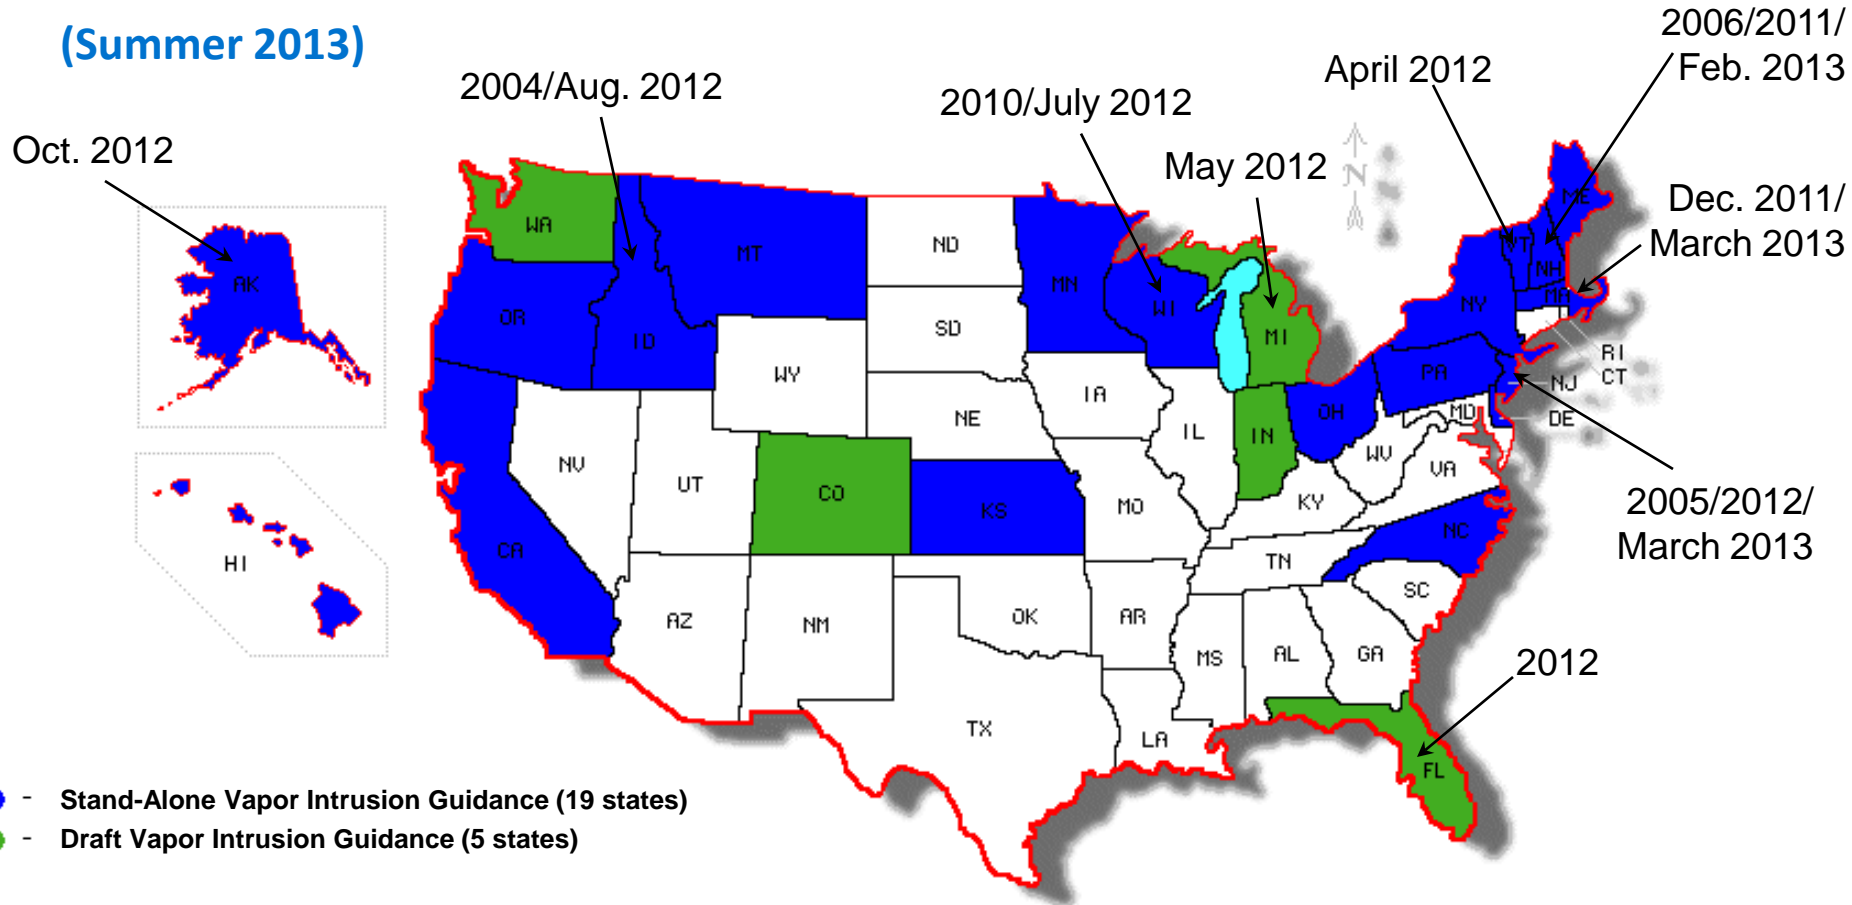 (Summer 2013)
2006/2011/
Feb. 2013
April 2012
2004/Aug. 2012
2010/July 2012
May 2012
Oct. 2012
Dec. 2011/
March 2013
N
WA
MT
ND
MN
ME
VT
NH
AK
OR
ID
SD
WI
MI
NY
MA
WY
RI
CT
PA
NJ
IA
NE
OH
MD
DE
IL
IN
NV
UT
CO
KS
MO
WV
VA
KY
HI
CA
NC
TN
2005/2012/
March 2013
AZ
NM
OK
AR
SC
MS
AL
GA
2012
TX
LA
FL
- Stand-Alone Vapor Intrusion Guidance (19 states)
- Draft Vapor Intrusion Guidance (5 states)